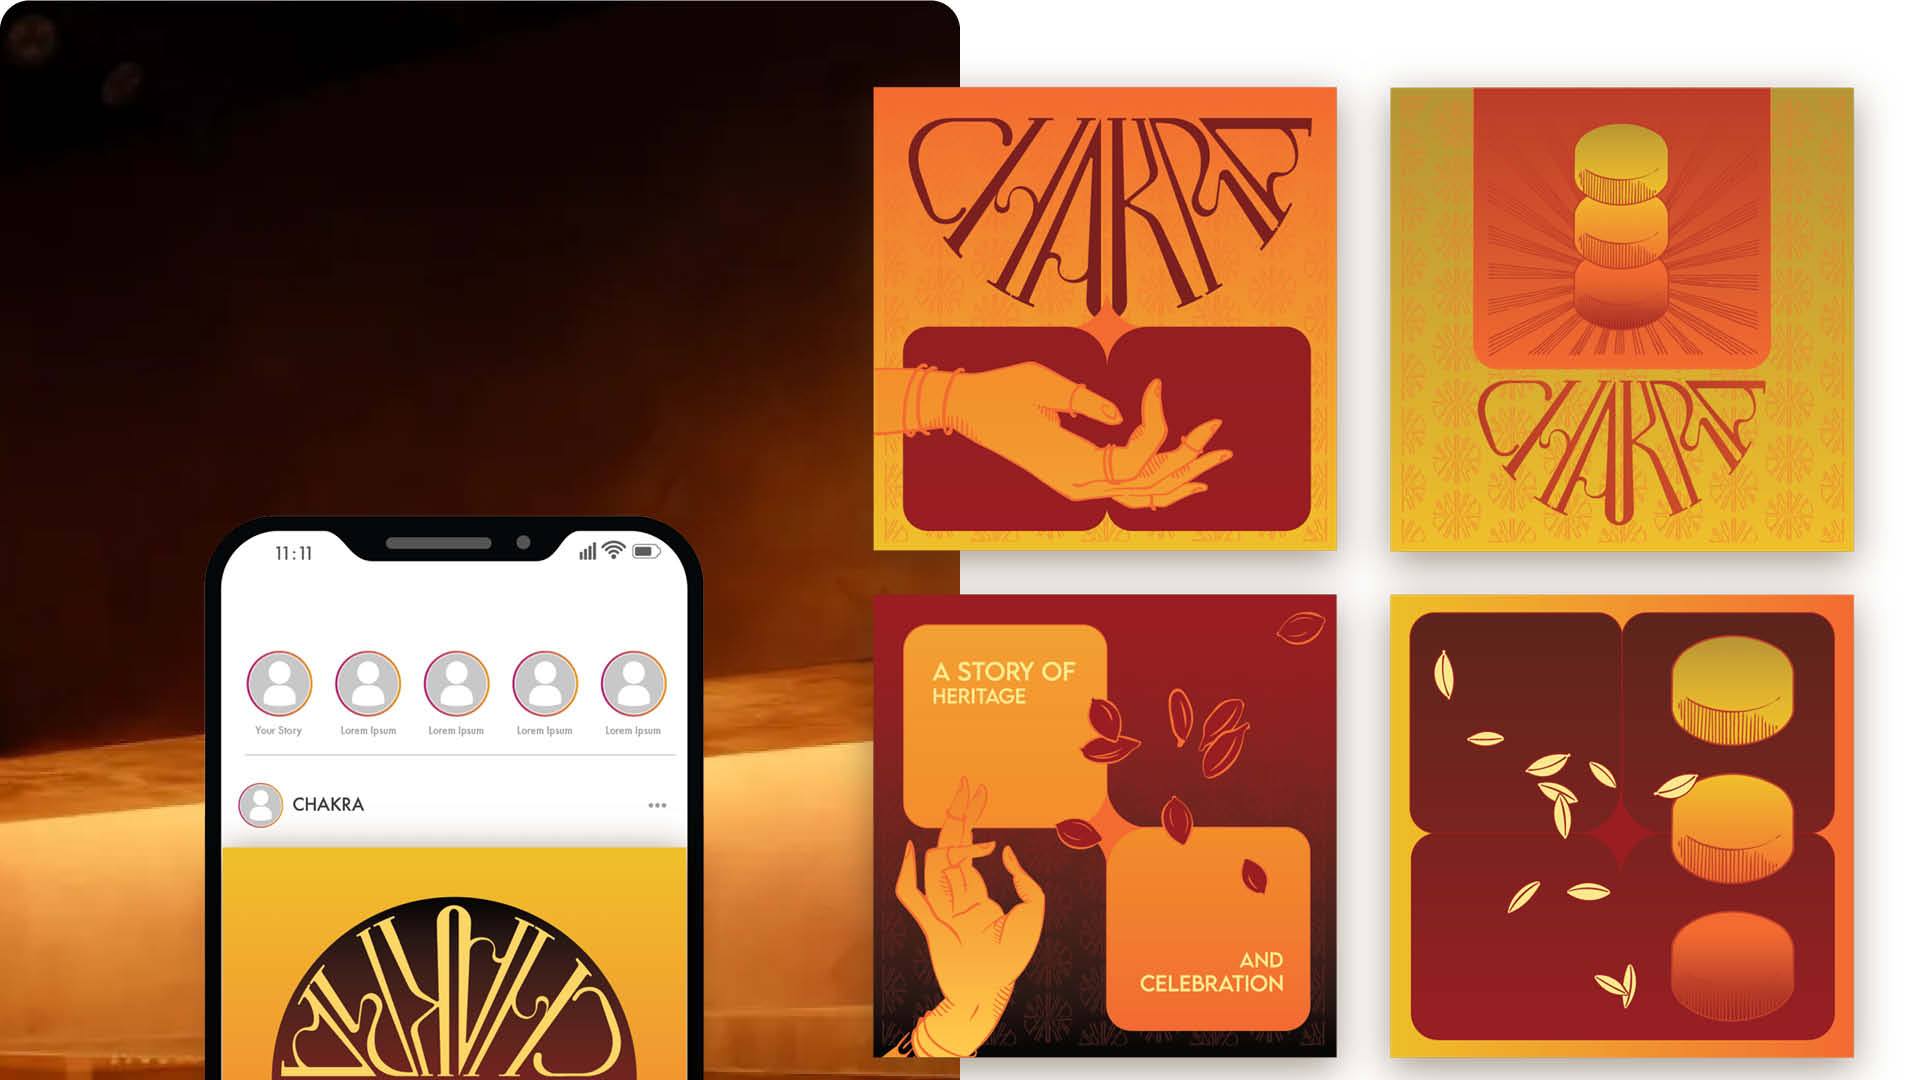 11:11
Your Story
Lorem Ipsum
Lorem Ipsum
Lorem Ipsum
Lorem Ipsum
CHAKRA
CHAKRA
CHAKRA
CHAKRA
A STORY OF
HERITAGE
AND
CELEBRATION